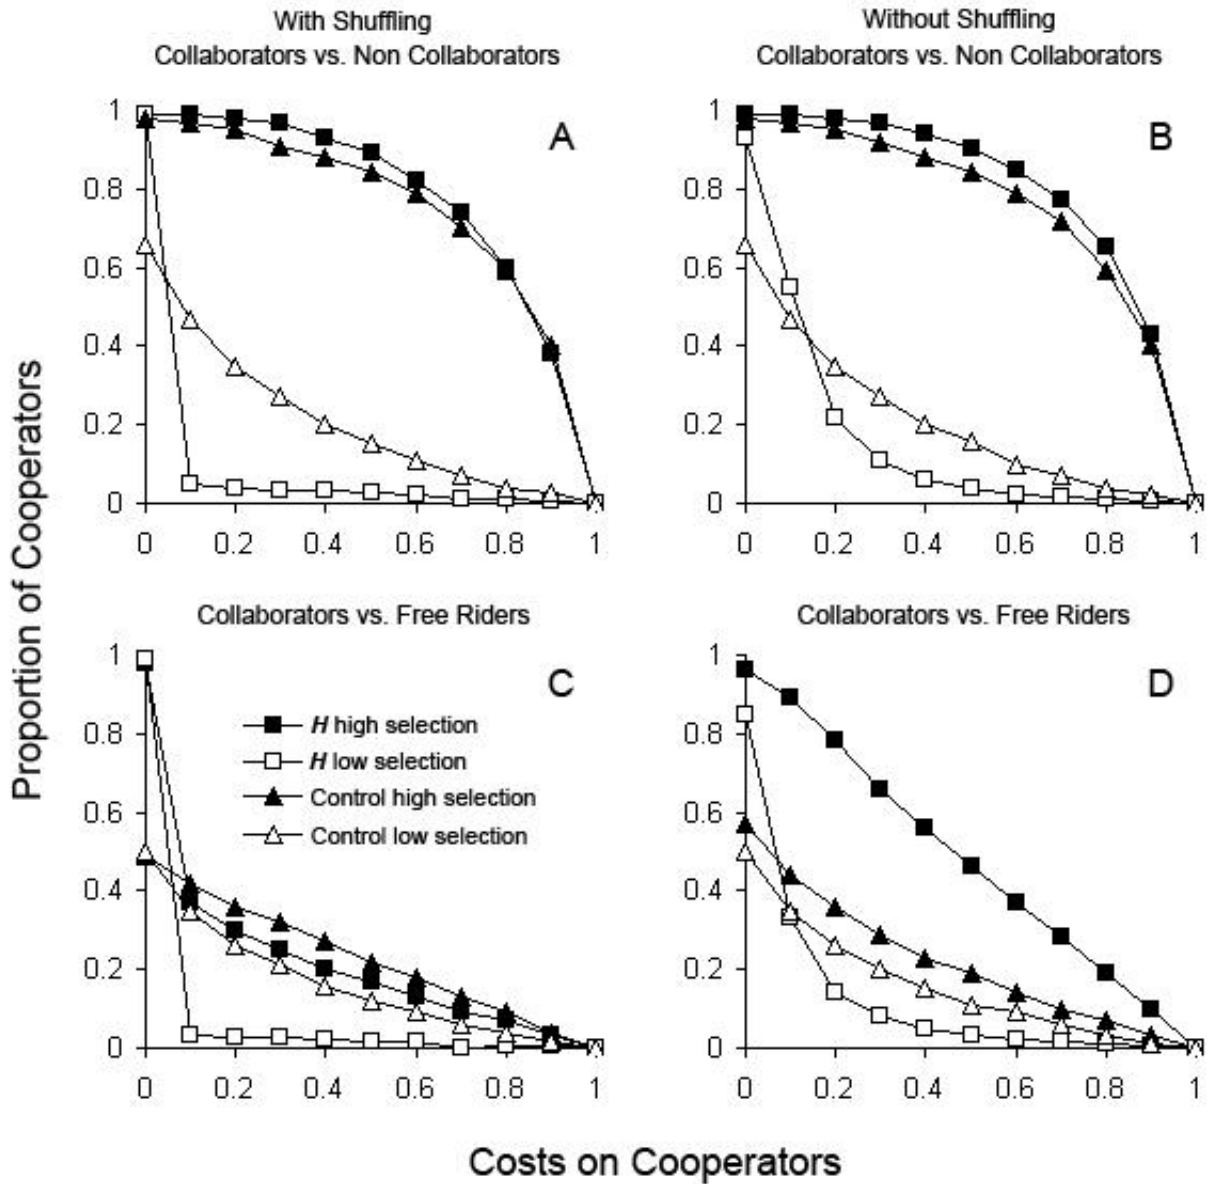 With Shuffling
Collaborators vs. Non Collaborators
Without Shuffling
Collaborators vs. Non Collaborators
A
B
1
0.8
0.6
0.4
0.2
0
0 0.2 0.4 0.6 0.8 1
1
0.8
0.6
0.4
0.2
0
0 0.2 0.4 0.6 0.8 1
Proportion of Cooperators
Collaborators vs. Free Riders
Collaborators vs. Free Riders
C
D
H high selection
H low selection
Control high selection
Control low selection
1
0.8
0.6
0.4
0.2
0
0 0.2 0.4 0.6 0.8 1
1
0.8
0.6
0.4
0.2
0
0 0.2 0.4 0.6 0.8 1
Costs on Cooperators